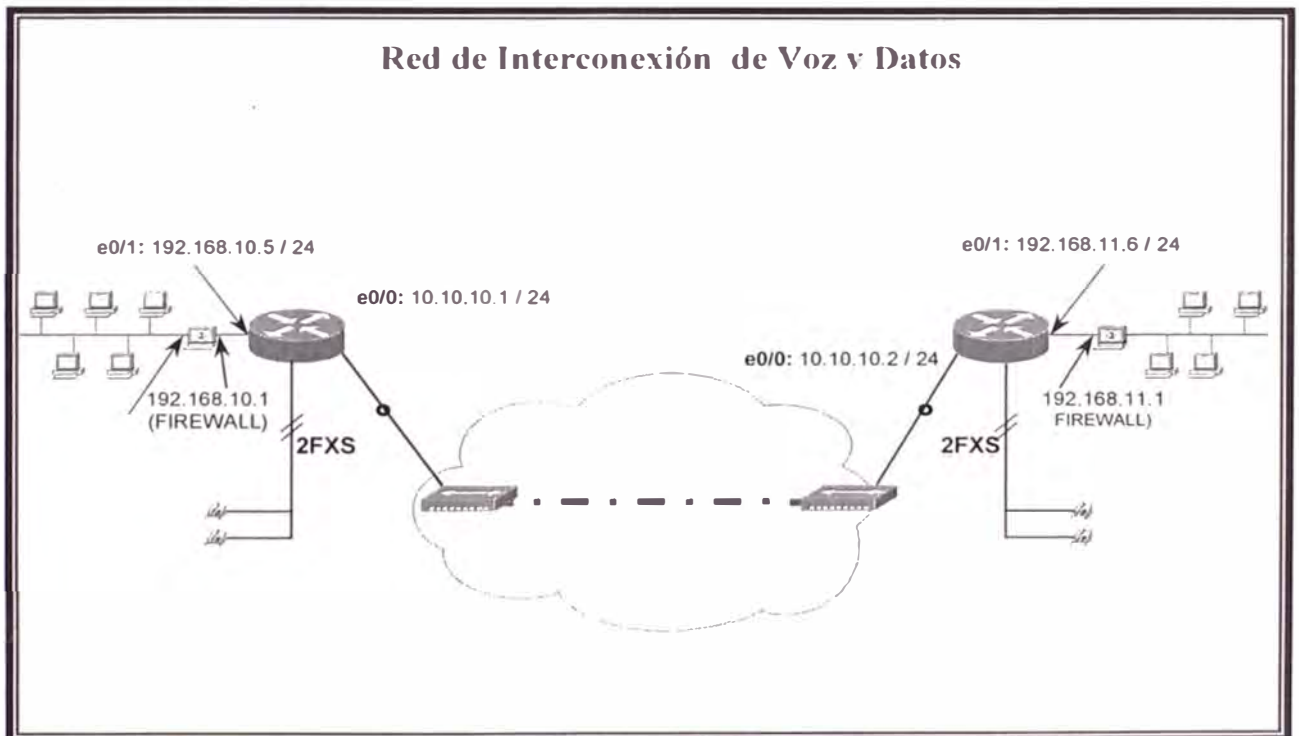 Red de Interconexión de Voz y Datos
e0/1: 192.168.10.5 / 24
e0/0: 10.10.10.1 / 24
192.168.10.1
(FIREWALL)
2FXS
e0/1: 192.168.11.6 / 24
e0/0: 10.10.10.2 / 24
192.168.11.1
FIREWALL)
2FXS